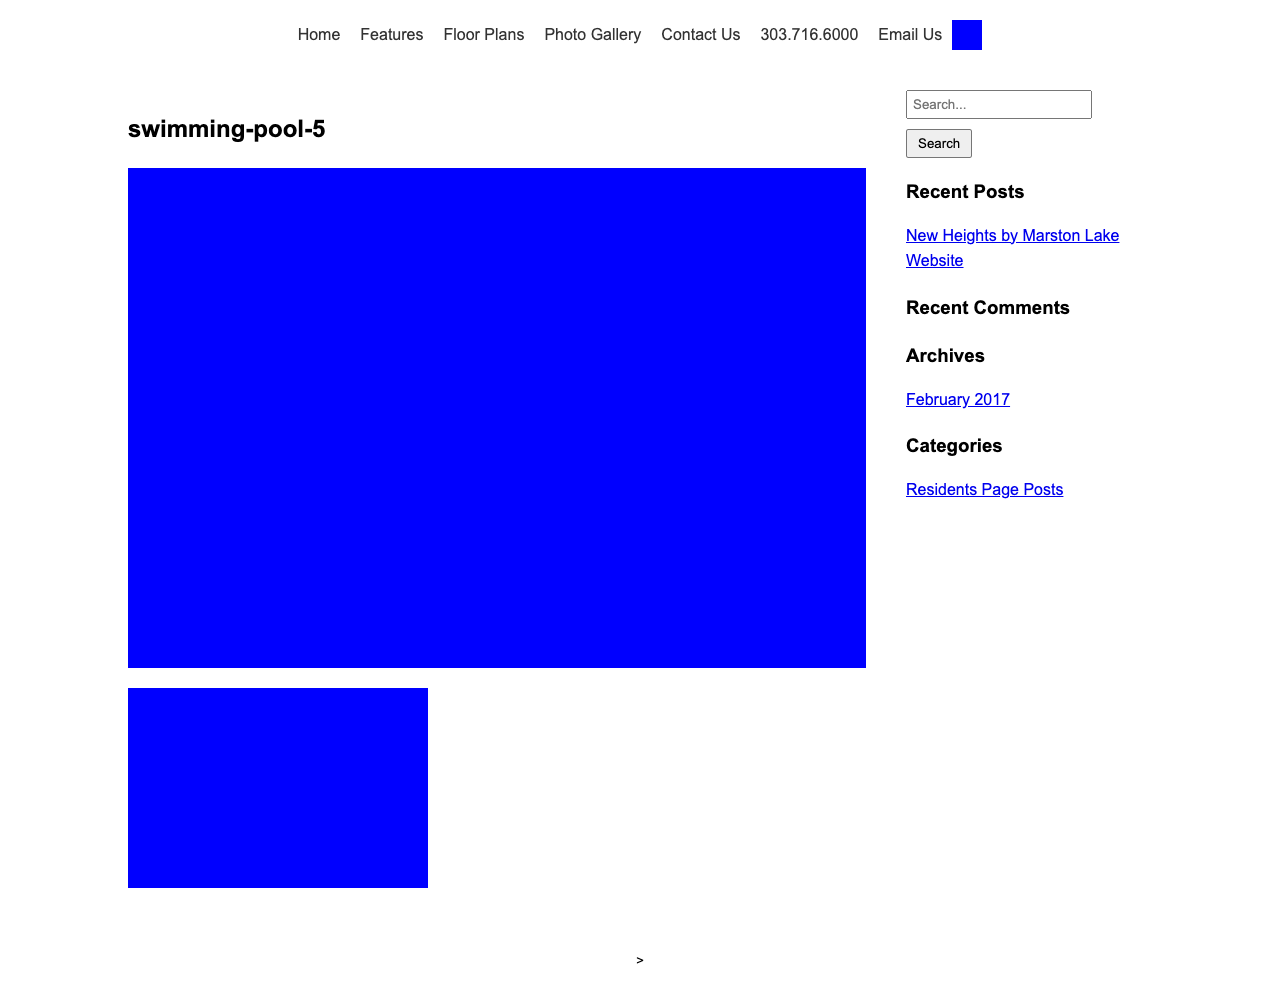 Home Features Floor Plans Photo Gallery Contact Us 303.716.6000 Email Us
swimming-pool-5
Search...
Search
Recent Posts
New Heights by Marston Lake
Website
Recent Comments
Archives
February 2017
Categories
Residents Page Posts
>